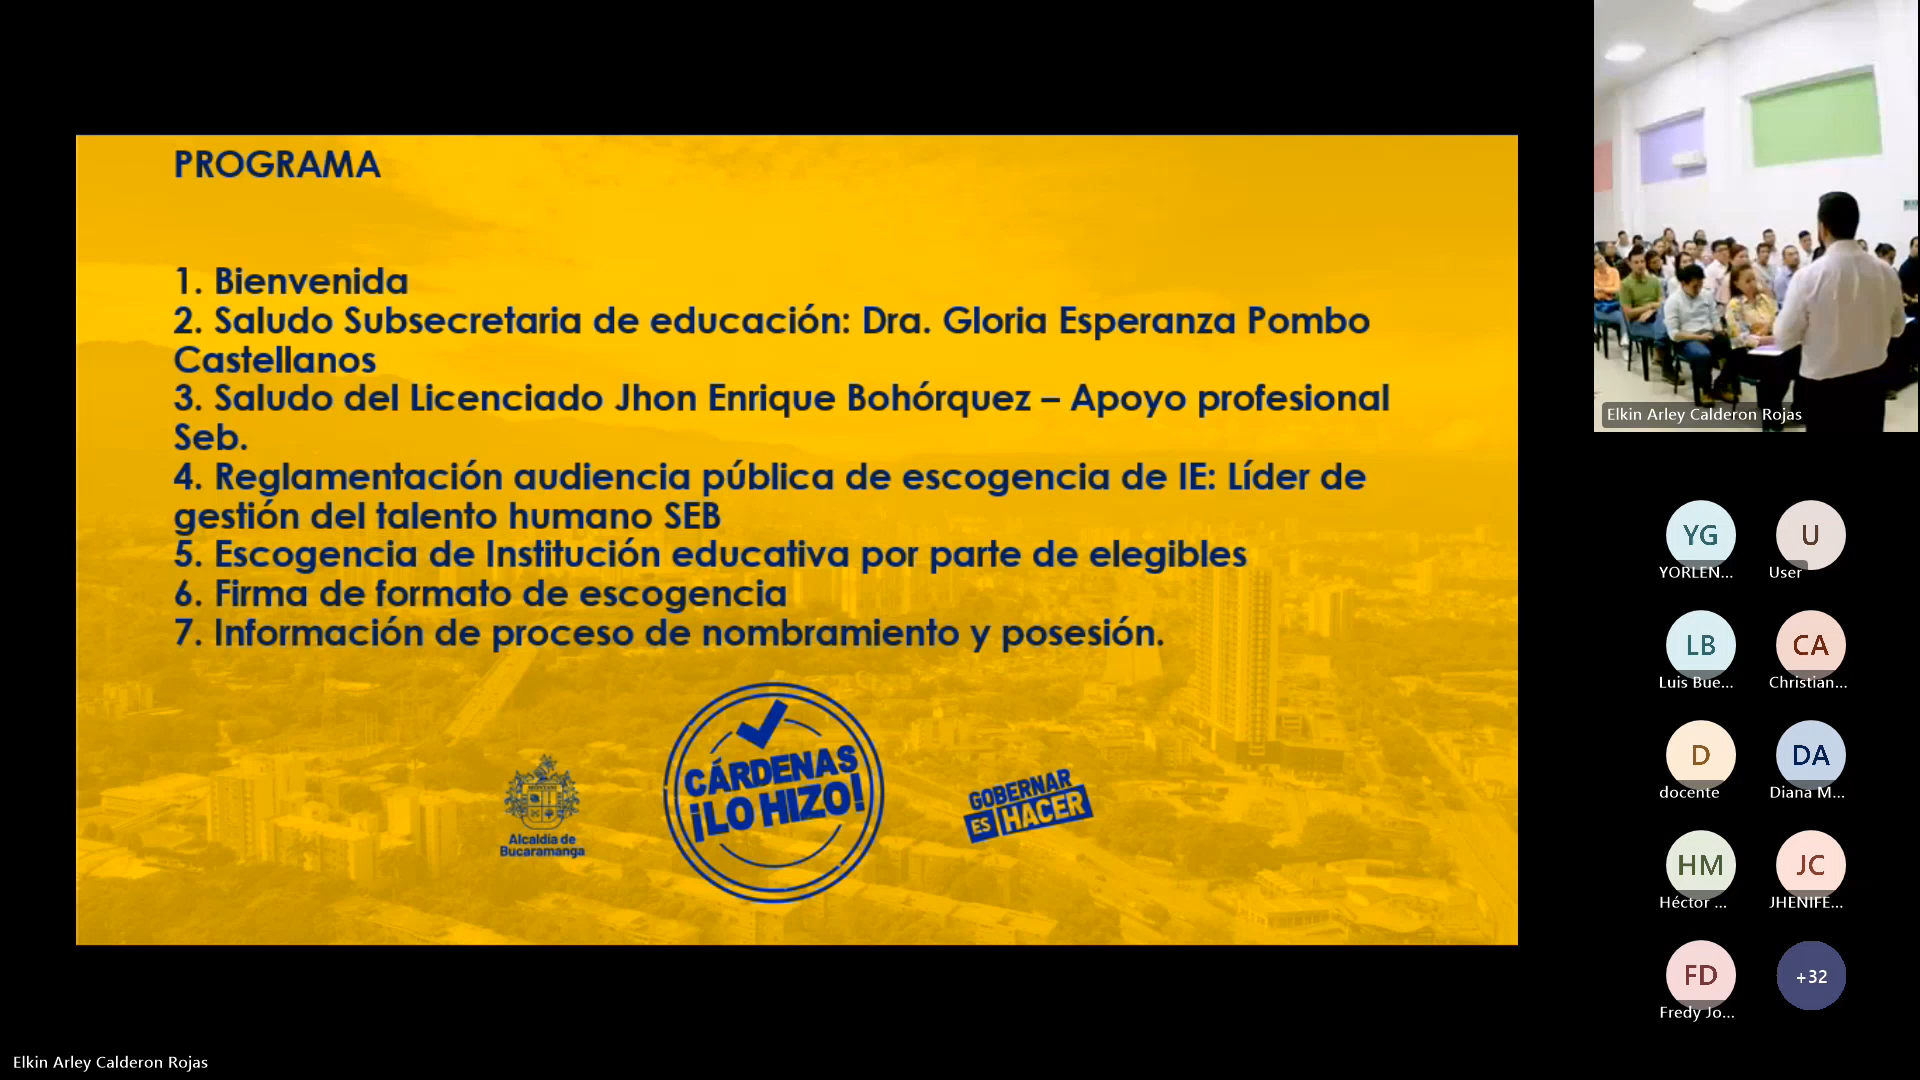 PROGRAMA
1. Bienvenida
2. Saludo Subsecretaria de educación: Dra. Gloria Esperanza Pombo
Castellanos
3. Saludo del Licenciado Jhon Enrique Bohórquez – Apoyo profesional
Seb.
4. Reglamentación audiencia pública de escogencia de IE: Líder de
gestión del talento humano SEB
5. Escogencia de Institución educativa por parte de elegibles
6. Firma de formato de escogencia
7. Información de proceso de nombramiento y posesión.
Alcaldía de
Bucaramanga
CÁRDENAS
¡LO HIZO!
GOBERNAR
ES HACER
Elkin Arley Calderon Rojas
YG
YORLEN...
U
User
LB
Luis Bue...
CA
Christian...
D
docente
DA
Diana M...
HM
Héctor ...
JC
JHENIFE...
FD
Fredy Jo...
+32
Elkin Arley Calderon Rojas